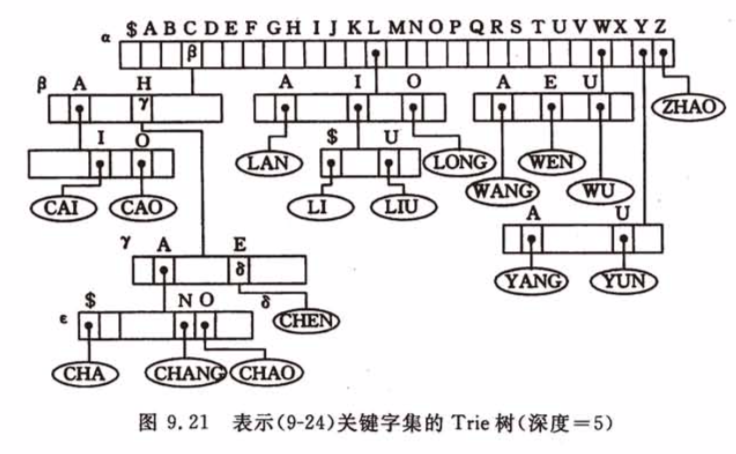 $ A B C D E F G H I J K L M N O P Q R S T U V W X Y Z
α
β
β A H
γ
A I O
A E U
ZHAO
I O
$ U
LAN
LONG
WANG
WEN
WU
CAI
CAO
LI
LIU
A U
γ A E
δ
YANG
YUN
ε $ N O
δ
CHEN
CHA
CHANG
CHAO
图 9.21 表示(9-24)关键字集的 Trie 树(深度=5)